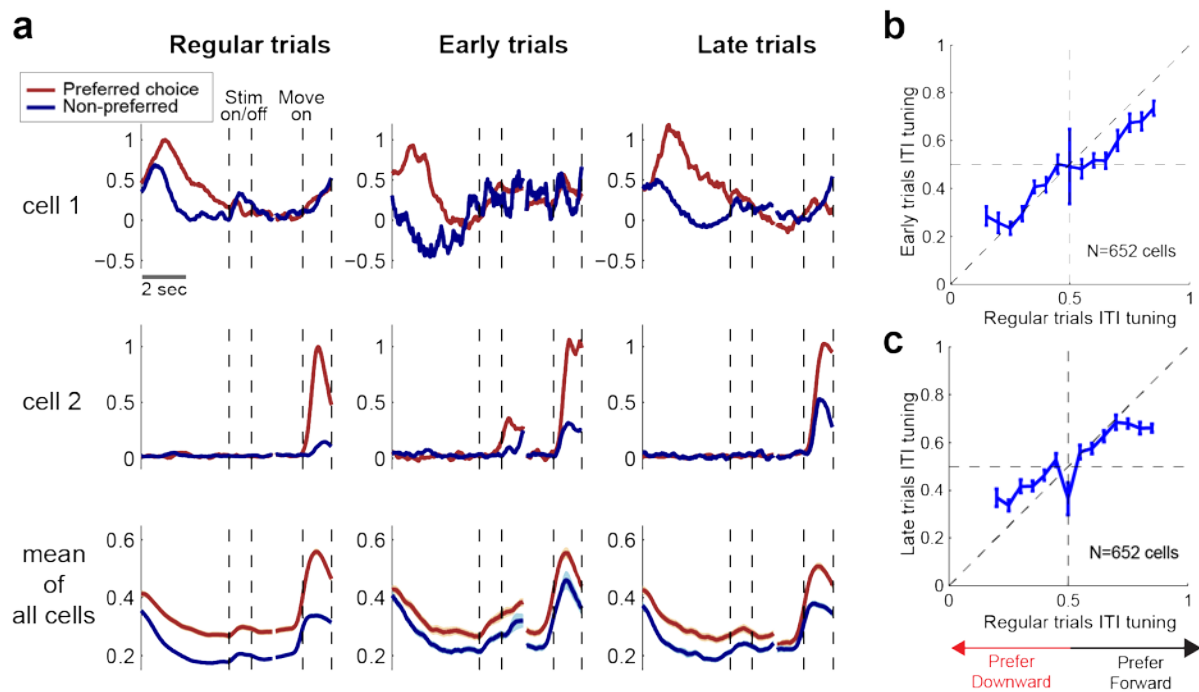 a
Regular trials
Early trials
Late trials
Preferred choice
Non-preferred
Stim
on/off
Move
on
cell 1
1
0.5
0
−0.5
2 sec
1
0.5
0
−0.5
1
0.5
0
−0.5
cell 2
1
0.5
0
1
0.5
0
1
0.5
0
mean
of
all cells
0.6
0.4
0.2
0.6
0.4
0.2
0.6
0.4
0.2
b
1
0.8
0.6
0.4
0.2
0
Early trials ITI tuning
N=652 cells
0
0.5
1
Regular trials ITI tuning
c
1
0.8
0.6
0.4
0.2
0
Late trials ITI tuning
N=652 cells
0
0.5
1
Regular trials ITI tuning
Prefer
Downward
Prefer
Forward